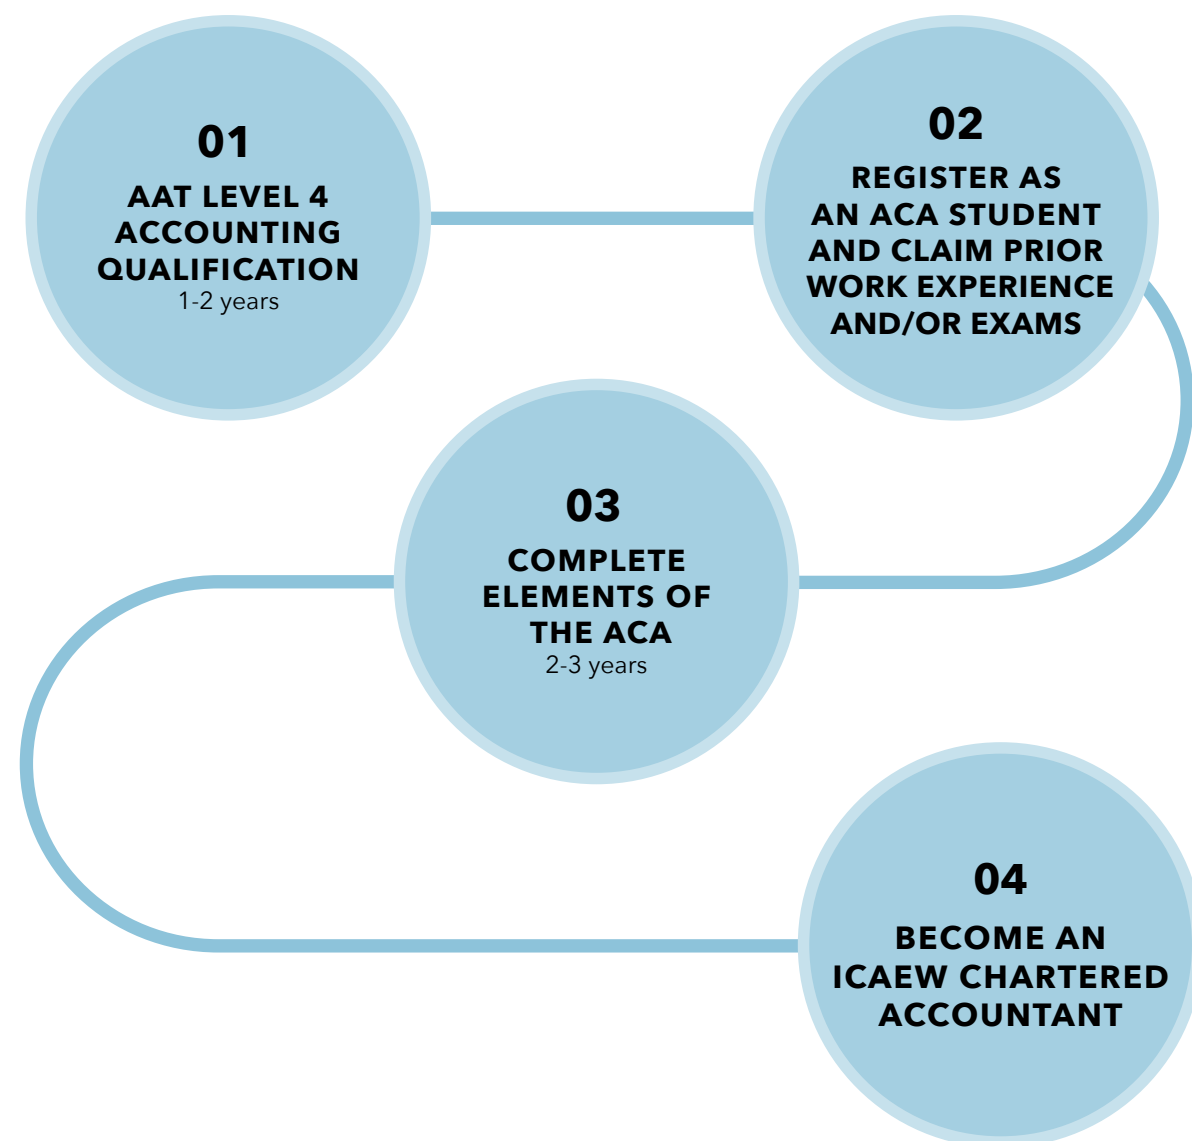 01
AAT LEVEL 4
ACCOUNTING
QUALIFICATION
1-2 years
02
REGISTER AS
AN ACA STUDENT
AND CLAIM PRIOR
WORK EXPERIENCE
AND/OR EXAMS
03
COMPLETE
ELEMENTS OF
THE ACA
2-3 years
04
BECOME AN
ICAEW CHARTERED
ACCOUNTANT